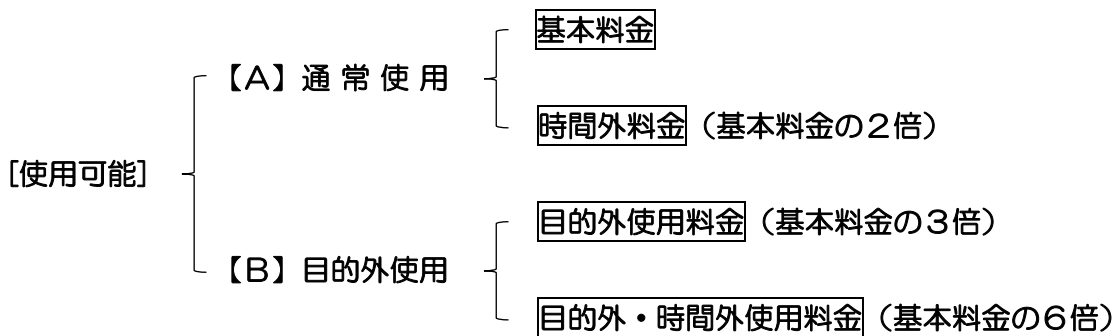 基本料金
【Ａ】通 常 使 用
時間外料金（基本料金の２倍）
[使用可能]
目的外使用料金（基本料金の３倍）
【Ｂ】目的外使用
目的外・時間外使用料金（基本料金の６倍）